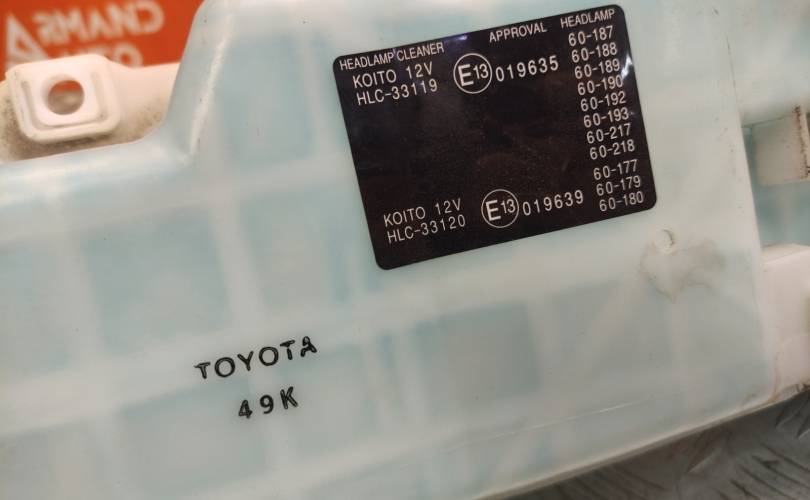 HEADLAMP CLEANER APPROVAL HEADLAMP
KOITO 12V E13 019635 60-187
HLC-33119 60-188
60-189
60-190
60-192
60-193
60-217
60-218
KOITO 12V E13 019639 60-177
HLC-33120 60-179
60-180
TOYOTA
49K